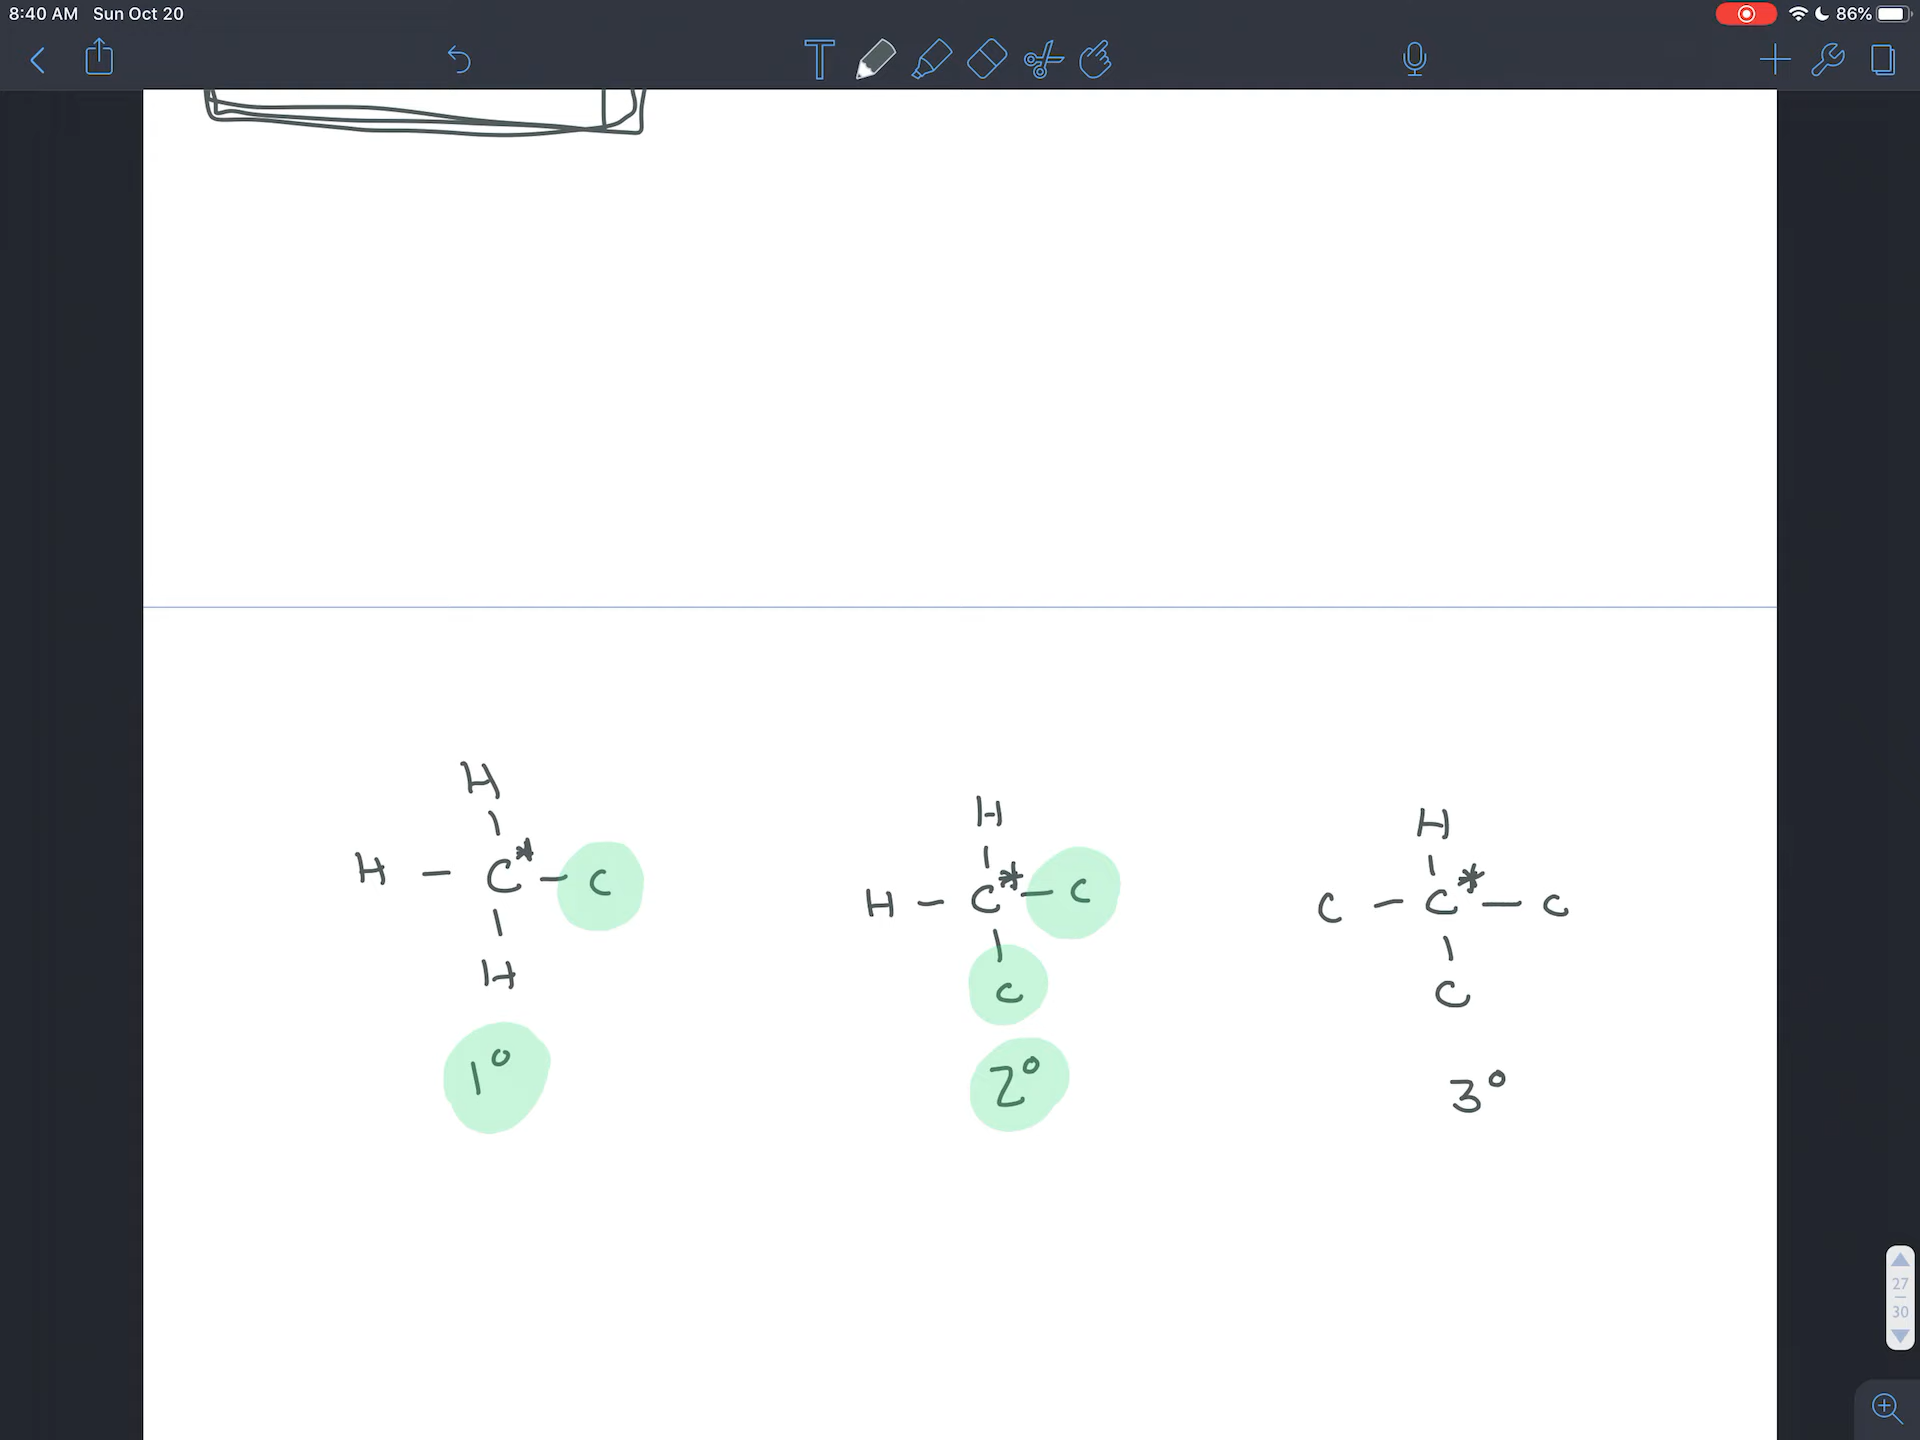 8:40 AM Sun Oct 20
86%
H
H – C* – C
H
1°
H
H – C* – C
C
2°
H
C – C* – C
C
3°
27
30